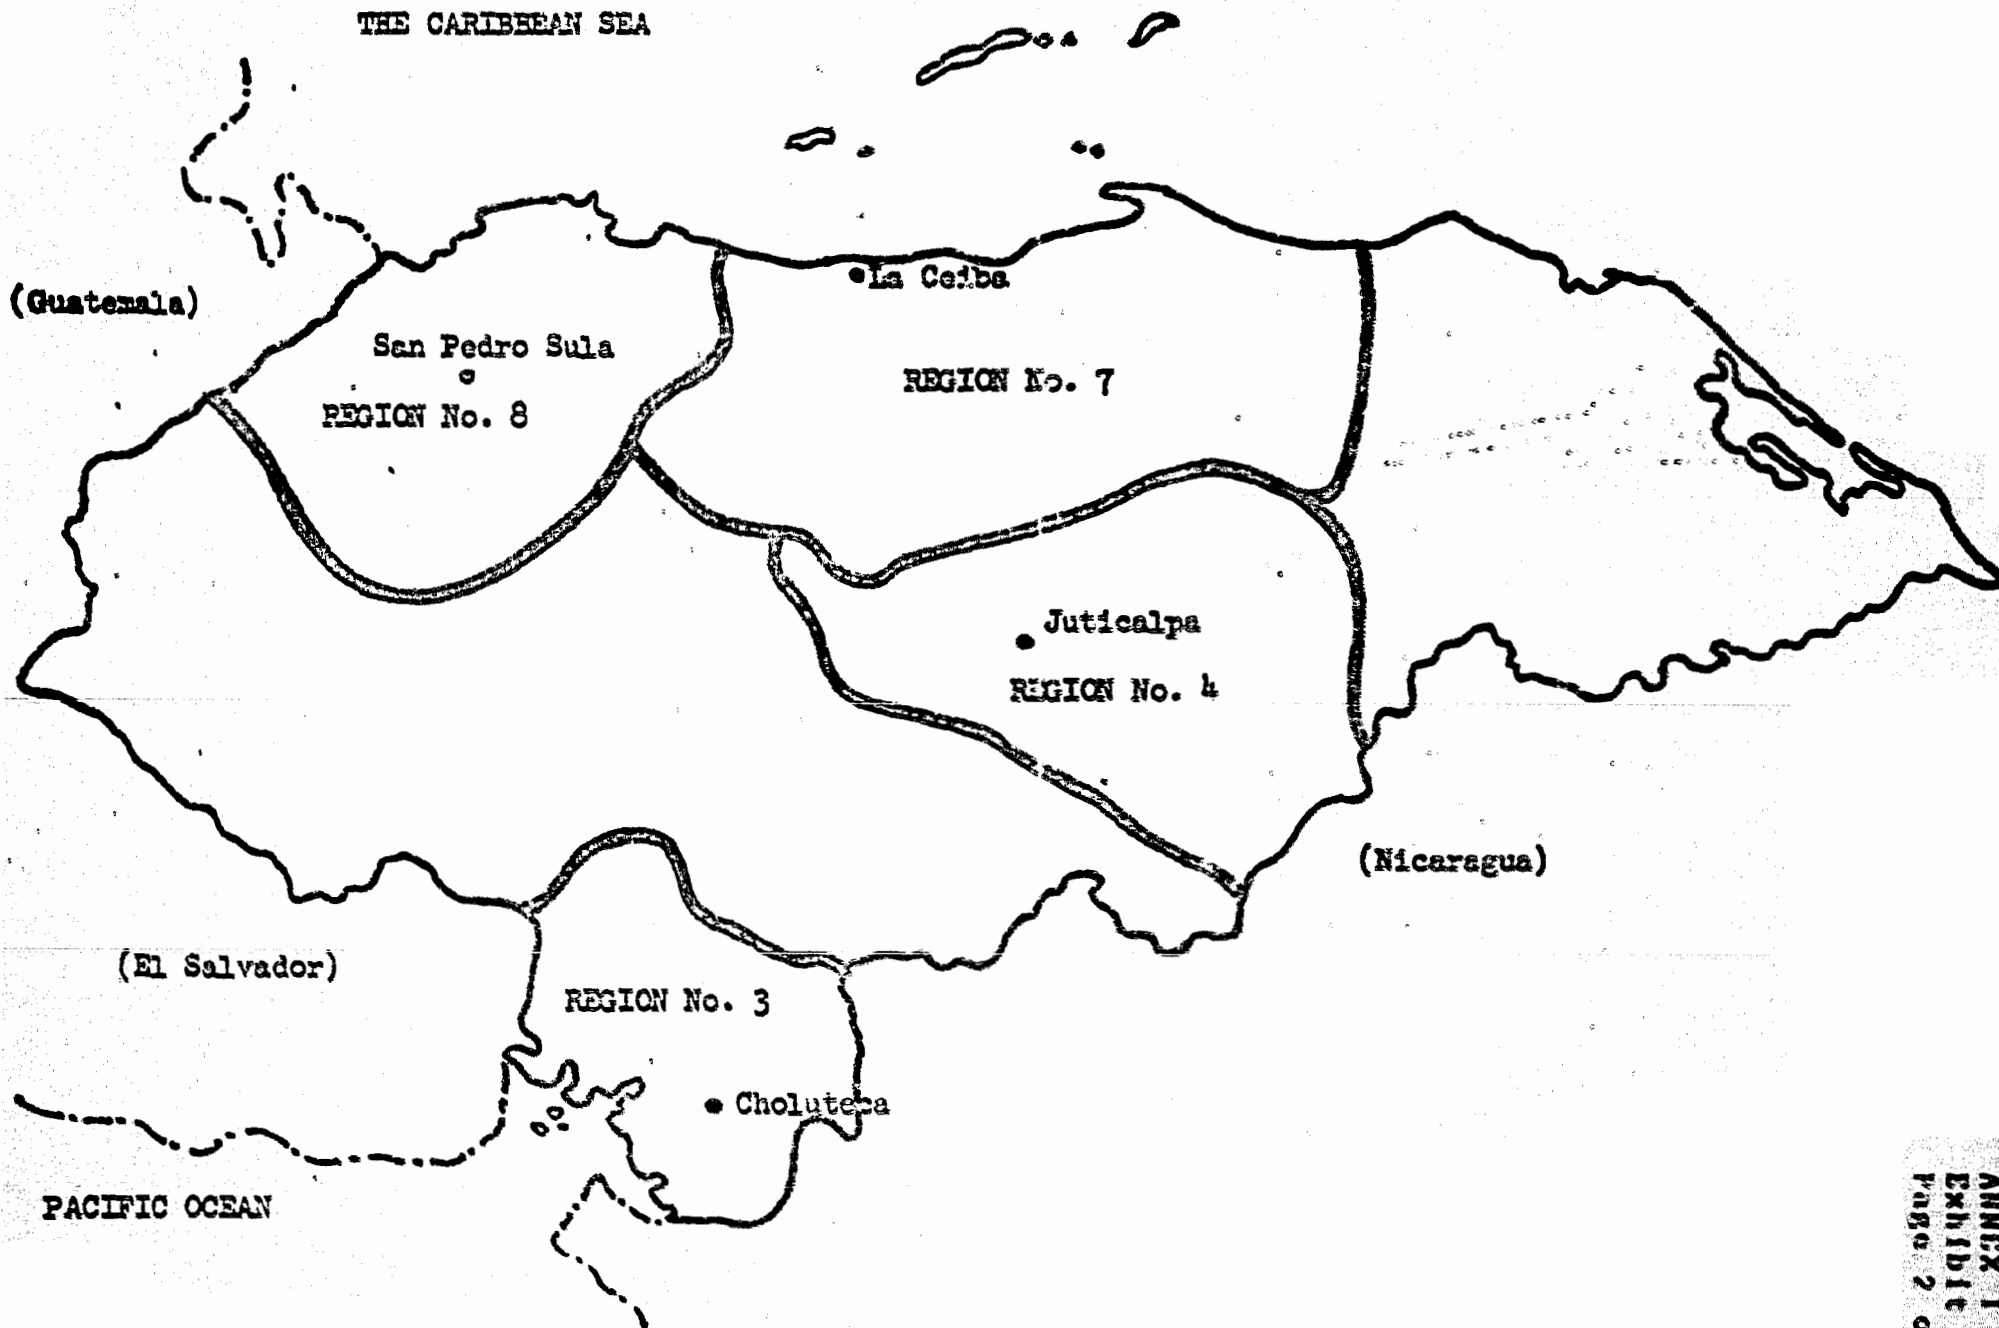 THE CARIBBEAN SEA
(Guatemala)
La Ceiba
San Pedro Sula
REGION No. 7
REGION No. 8
Juticalpa
REGION No. 4
(Nicaragua)
(El Salvador)
REGION No. 3
Choluteca
PACIFIC OCEAN
ANNEX
Exhibit
Page 2